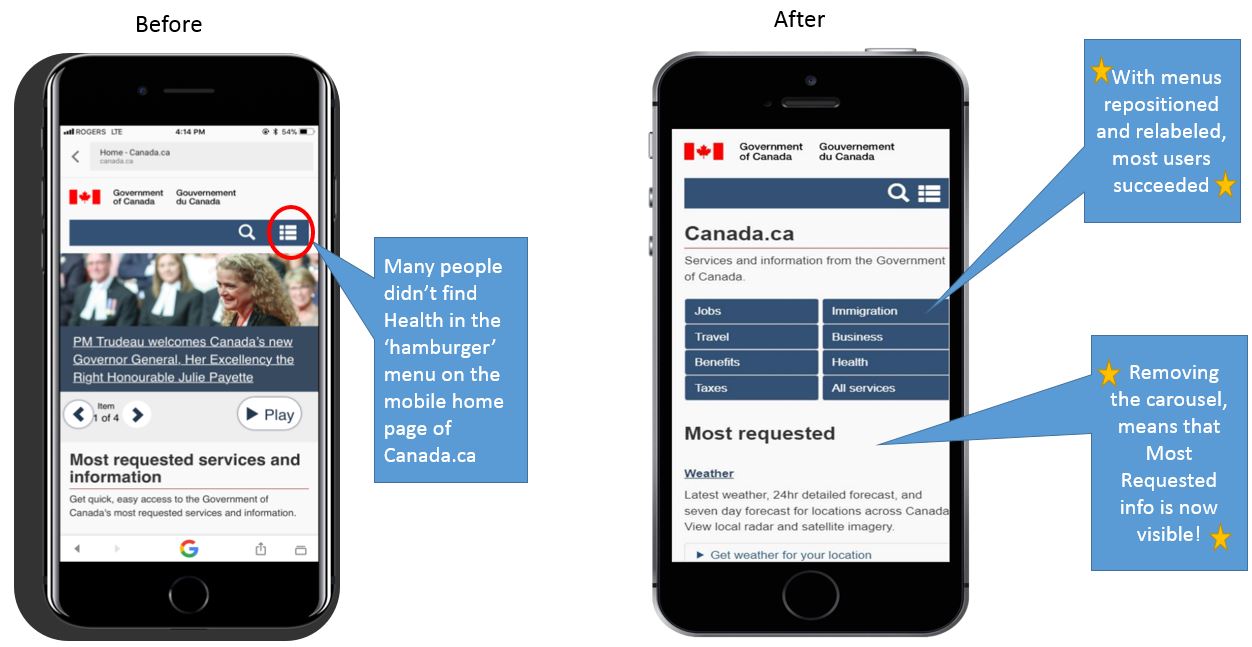 Before
ROGERS LTE 4:14 PM 54%
Home - Canada.ca
canada.ca
Government Gouvernement
of Canada du Canada
PM Trudeau welcomes Canada's new
Governor General, Her Excellency the
Right Honourable Julie Payette
Item
1 of 4
Play
Most requested services and
information
Get quick, easy access to the Government of
Canada's most requested services and information.
G
Many people
didn't find
Health in the
'hamburger'
menu on the
mobile home
page of
Canada.ca
After
Government Gouvernement
of Canada du Canada
Canada.ca
Services and information from the Government
of Canada.
Jobs Immigration
Travel Business
Benefits Health
Taxes All services
Most requested
Weather
Latest weather, 24hr detailed forecast, and
seven day forecast for locations across Canada
View local radar and satellite imagery.
Get weather for your location
With menus
repositioned
and relabeled,
most users
succeeded
Removing
the carousel,
means that
Most
Requested
info is now
visible!